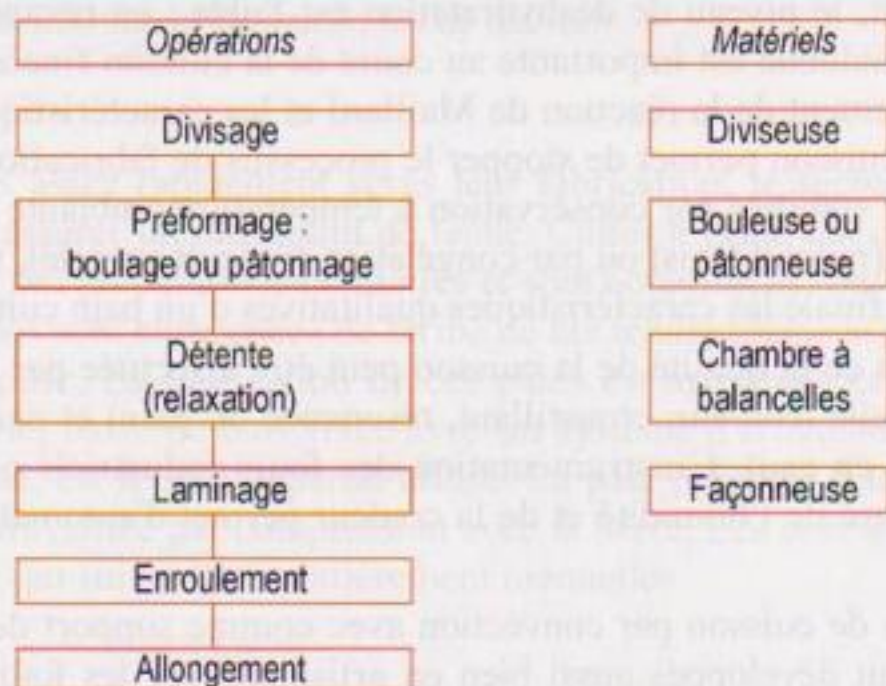 Opérations
Divisage
Préformage :
boulage ou pâtonnage
Détente
(relaxation)
Laminage
Enroulement
Allongement
Matériels
Diviseuse
Bouleuse ou
pâtonneuse
Chambre à
balancelles
Façonneuse